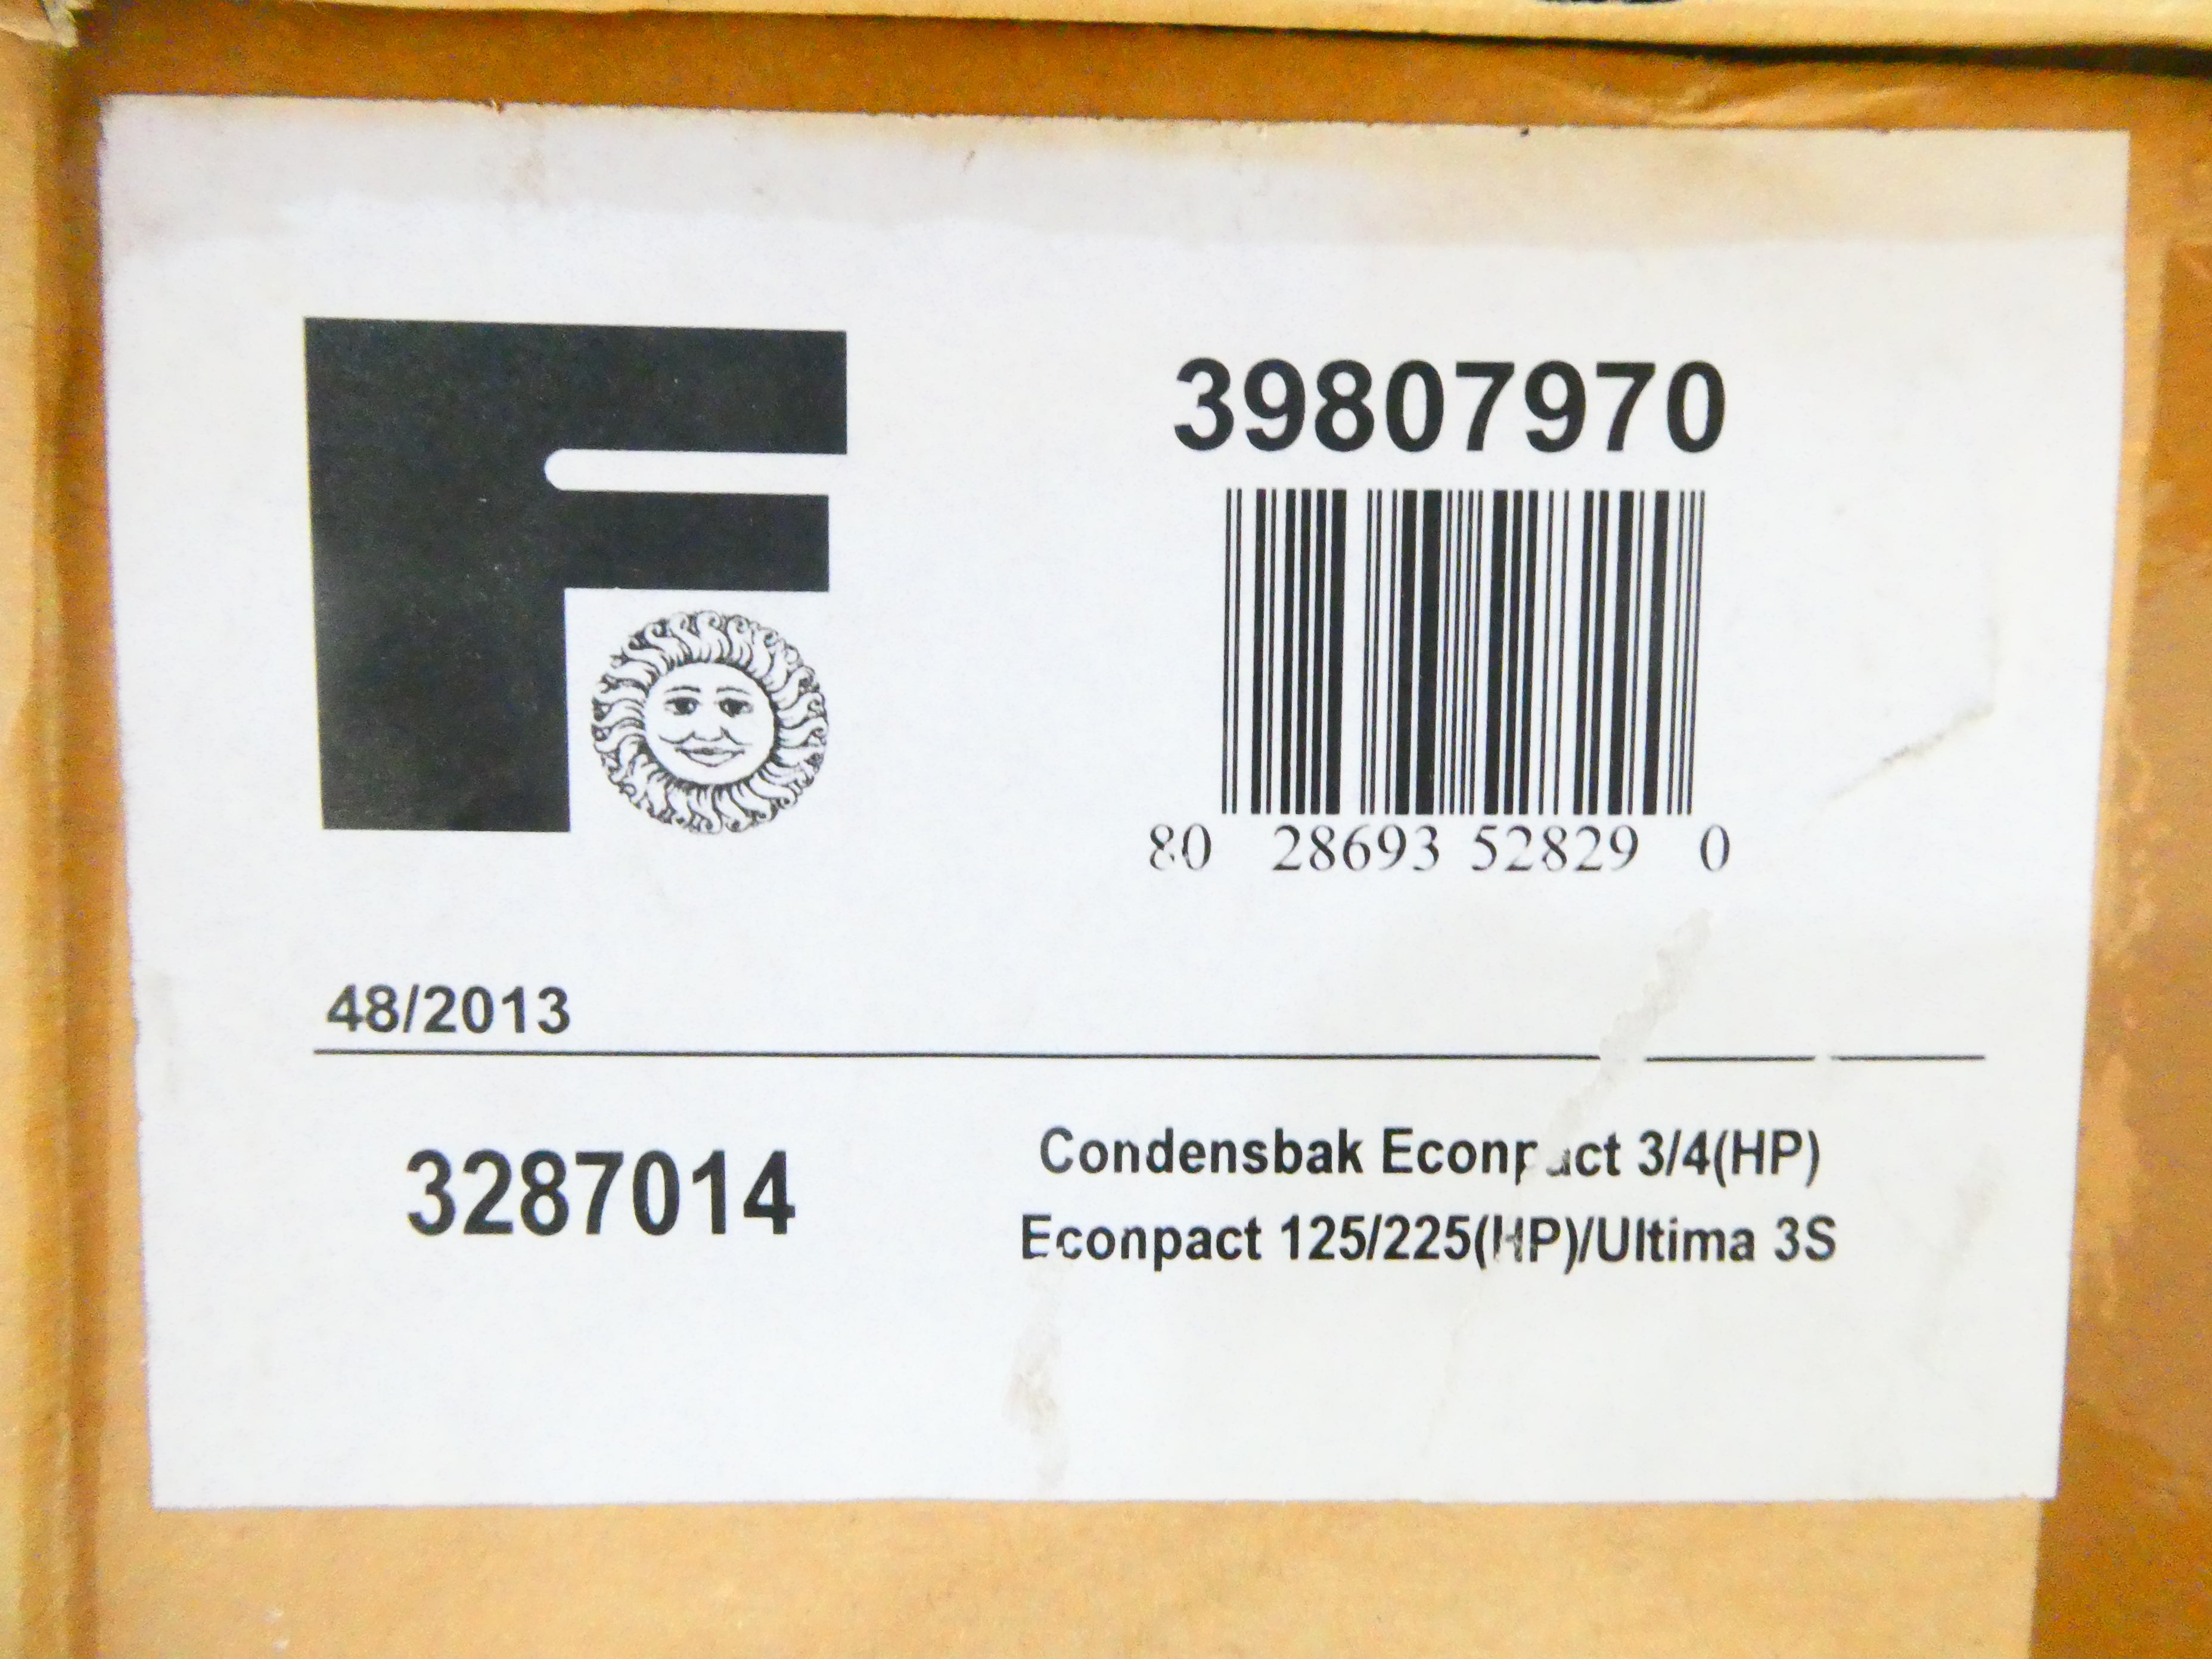 F
39807970
80 28693 52829 0
48/2013
3287014
Condensbak Econpact 3/4(HP)
Econpact 125/225(HP)/Ultima 3S